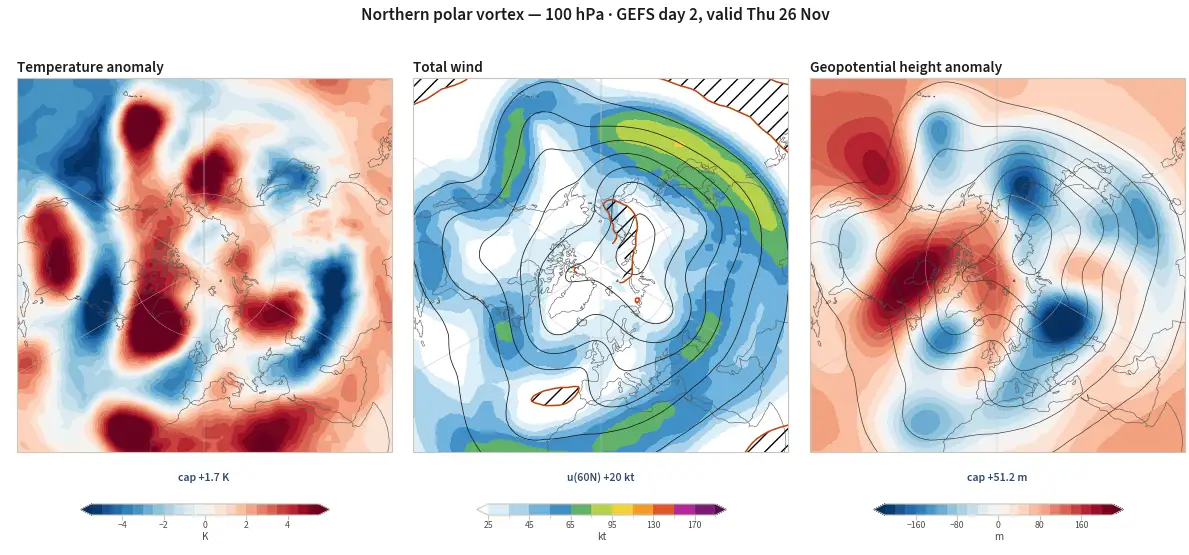 Northern polar vortex — 100 hPa · GEFS day 2, valid Thu 26 Nov
Temperature anomaly
Total wind
Geopotential height anomaly
cap +1.7 K
u(60N) +20 kt
cap +51.2 m
−4 −2 0 2 4
K
25 45 65 95 130 170
kt
−160 −80 0 80 160
m